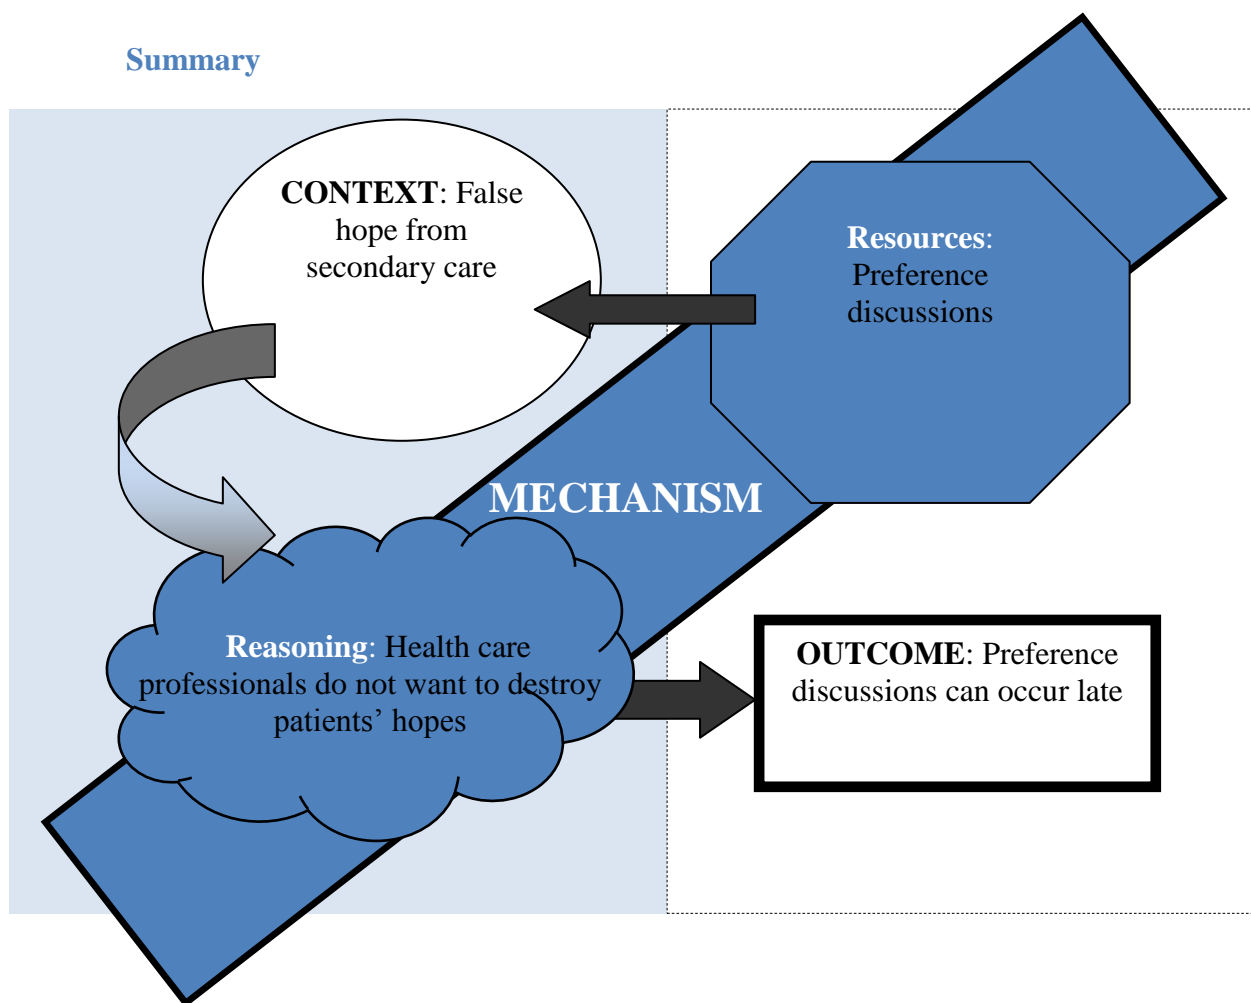 Summary
CONTEXT: False
hope from
secondary care
Resources:
Preference
discussions
MECHANISM
Reasoning: Health care
professionals do not want to destroy
patients’ hopes
OUTCOME: Preference
discussions can occur late